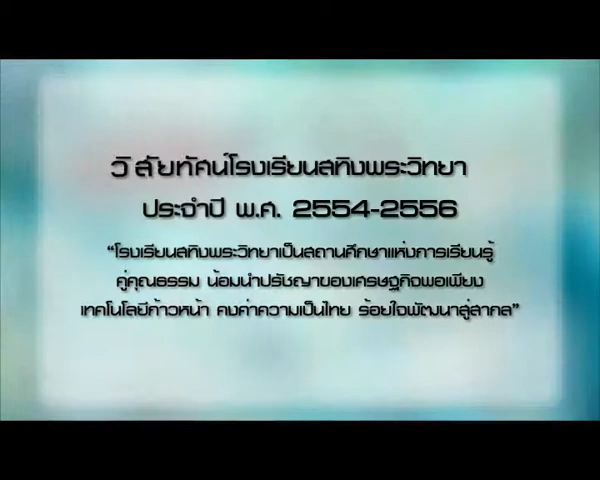 วิสัยทัศน์โรงเรียนสทิงพระวิทยา
ประจำปี พ.ศ. 2554-2556
“โรงเรียนสทิงพระวิทยาเป็นสถานศึกษาแห่งการเรียนรู้
คู่คุณธรรม น้อมนำปรัชญาของเศรษฐกิจพอเพียง
เทคโนโลยีก้าวหน้า คงค่าความเป็นไทย ร้อยใจพัฒนาสู่สากล”